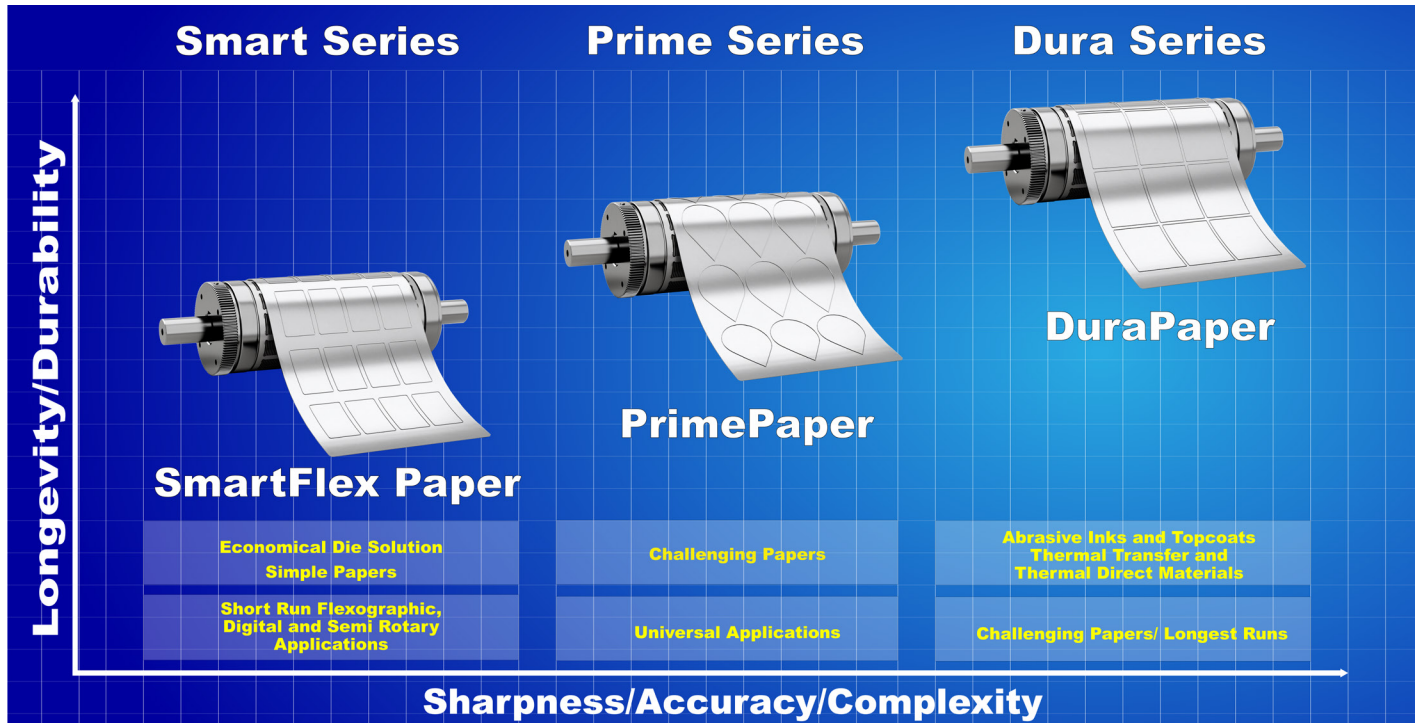 Smart Series
Prime Series
Dura Series
Longevity/Durability
SmartFlex Paper
PrimePaper
DuraPaper
Economical Die Solution
Simple Papers
Short Run Flexographic,
Digital and Semi Rotary
Applications
Challenging Papers
Universal Applications
Abrasive Inks and Topcoats
Thermal Transfer and
Thermal Direct Materials
Challenging Papers/ Longest Runs
Sharpness/Accuracy/Complexity